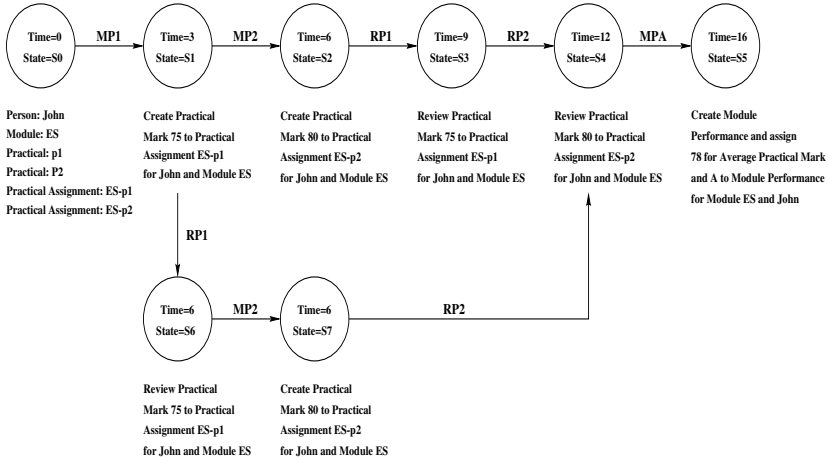 MP1
MP2
RP1
RP2
MPA
Time=0
State=S0
Time=3
State=S1
Time=6
State=S2
Time=9
State=S3
Time=12
State=S4
Time=16
State=S5
Person: John
Module: ES
Practical: p1
Practical: P2
Practical Assignment: ES-p1
Practical Assignment: ES-p2
Create Practical
Mark 75 to Practical
Assignment ES-p1
for John and Module ES
Create Practical
Mark 80 to Practical
Assignment ES-p2
for John and Module ES
Review Practical
Mark 75 to Practical
Assignment ES-p1
for John and Module ES
Review Practical
Mark 80 to Practical
Assignment ES-p2
for John and Module ES
Create Module
Performance and assign
78 for Average Practical Mark
and A to Module Performance
for Module ES and John
RP1
Time=6
State=S6
MP2
Time=6
State=S7
RP2
Review Practical
Mark 75 to Practical
Assignment ES-p1
for John and Module ES
Create Practical
Mark 80 to Practical
Assignment ES-p2
for John and Module ES